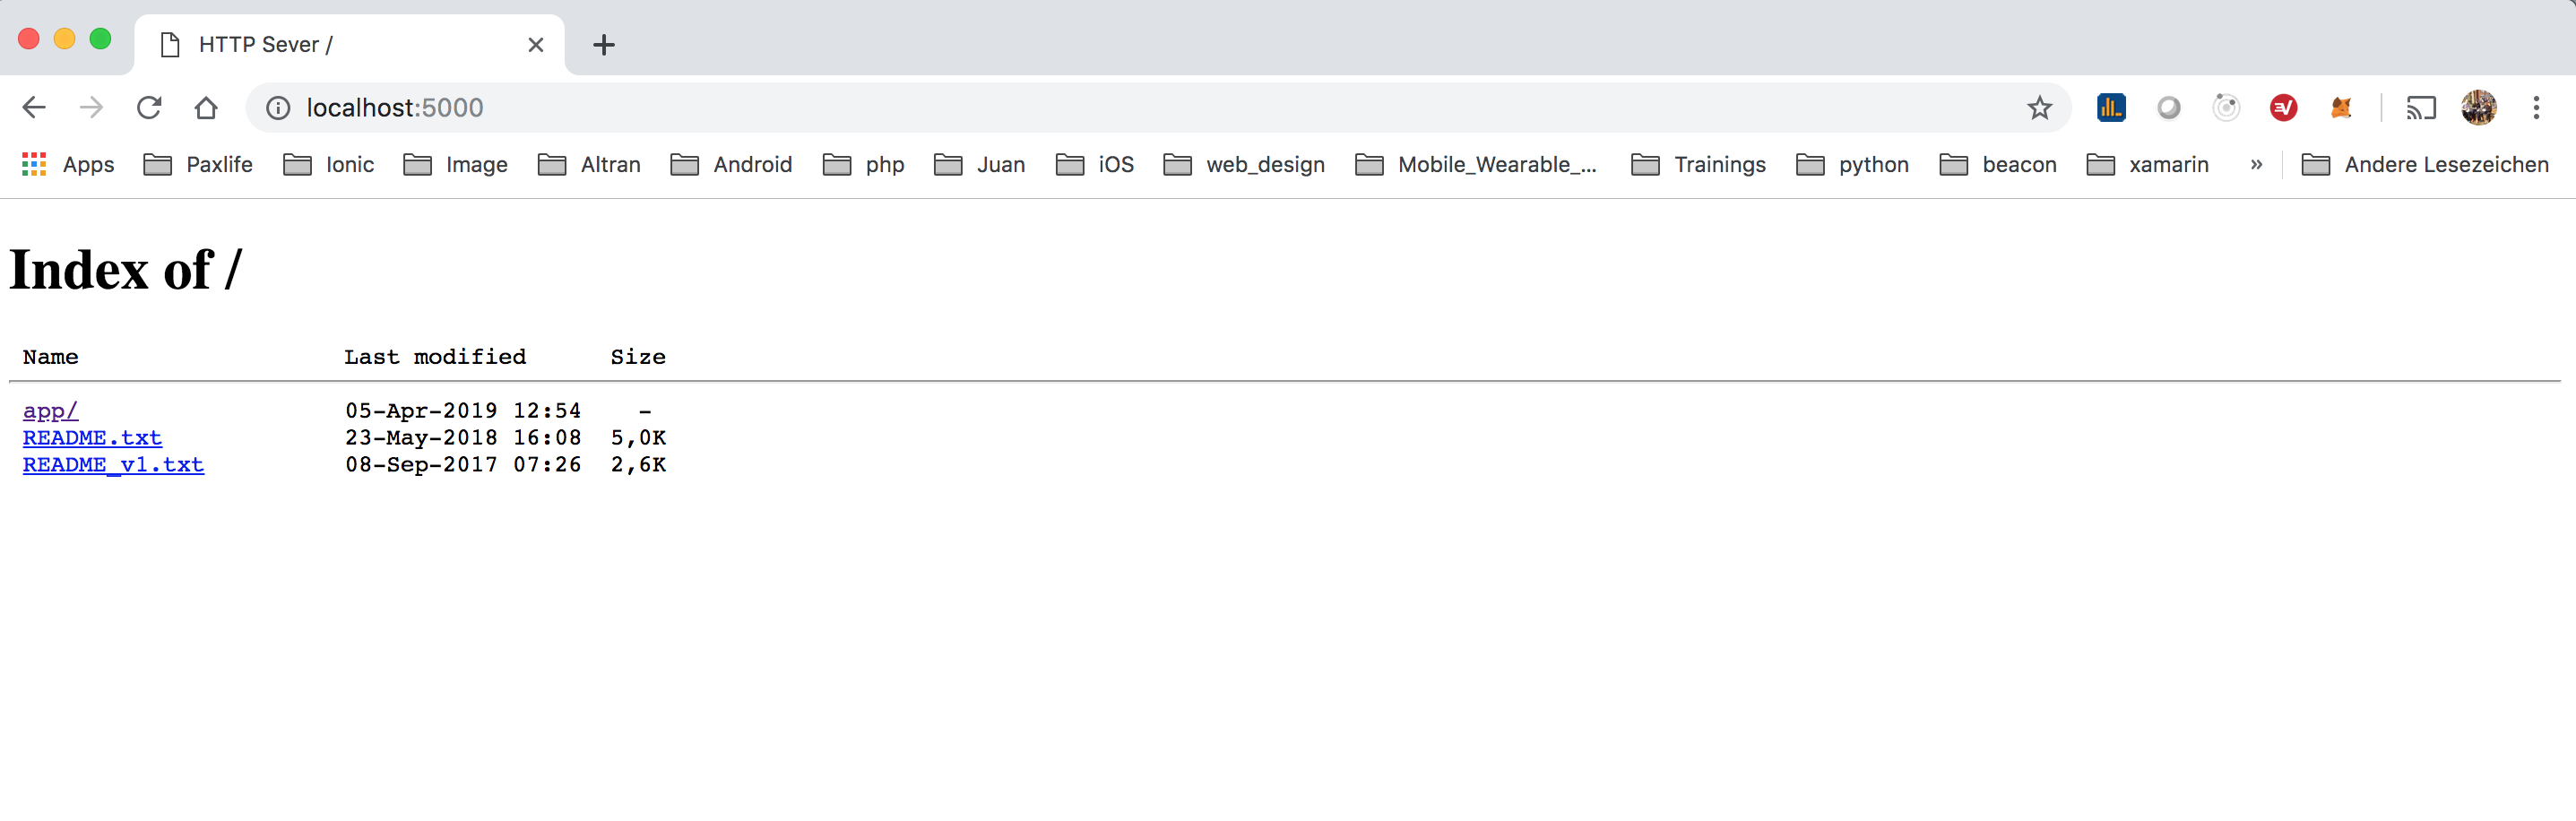 HTTP Sever /
localhost:5000
Apps Paxlife Ionic Image Altran Android php Juan iOS web_design Mobile_Wearable_... Trainings python beacon xamarin » Andere Lesezeichen
Index of /
Name Last modified Size
app/ 05-Apr-2019 12:54 -
README.txt 23-May-2018 16:08 5,0K
README_v1.txt 08-Sep-2017 07:26 2,6K